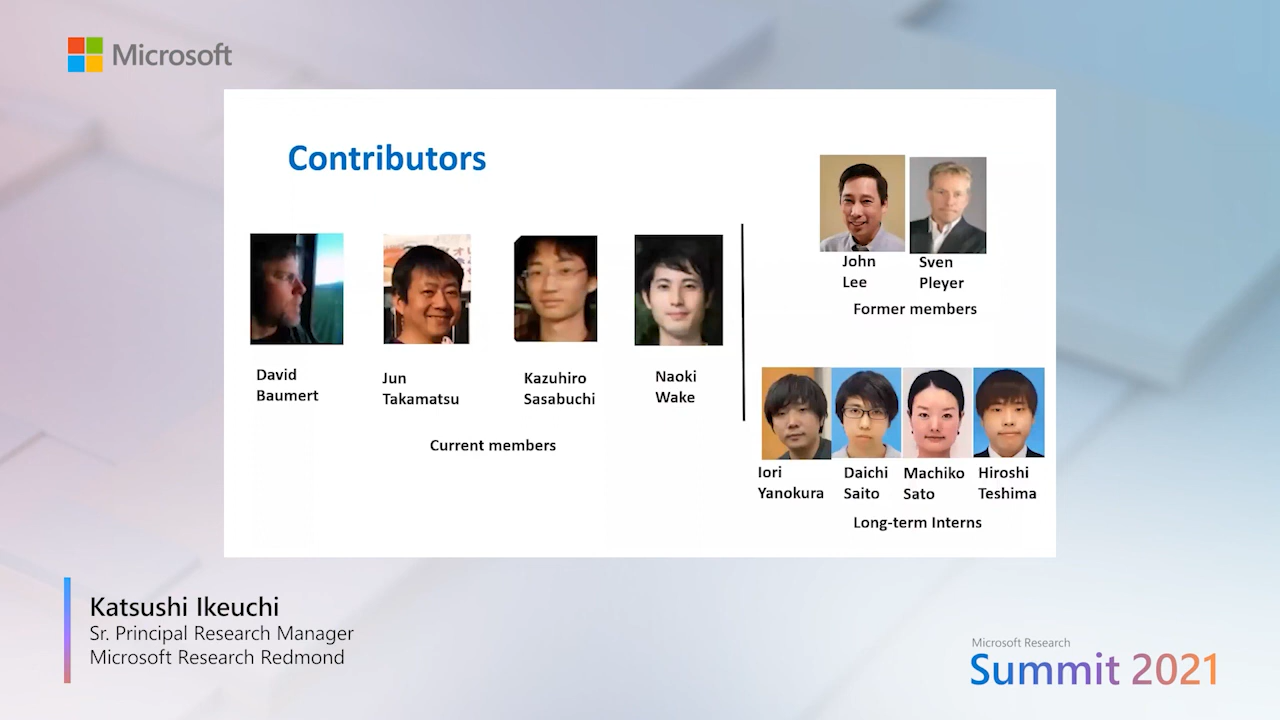 Microsoft
Contributors
John
Lee
Sven
Pleyer
Former members
David
Baumert
Jun
Takamatsu
Kazuhiro
Sasabuchi
Naoki
Wake
Current members
Iori
Yanokura
Daichi
Saito
Machiko
Sato
Hiroshi
Teshima
Long-term Interns
Katsushi Ikeuchi
Sr. Principal Research Manager
Microsoft Research Redmond
Microsoft Research
Summit 2021